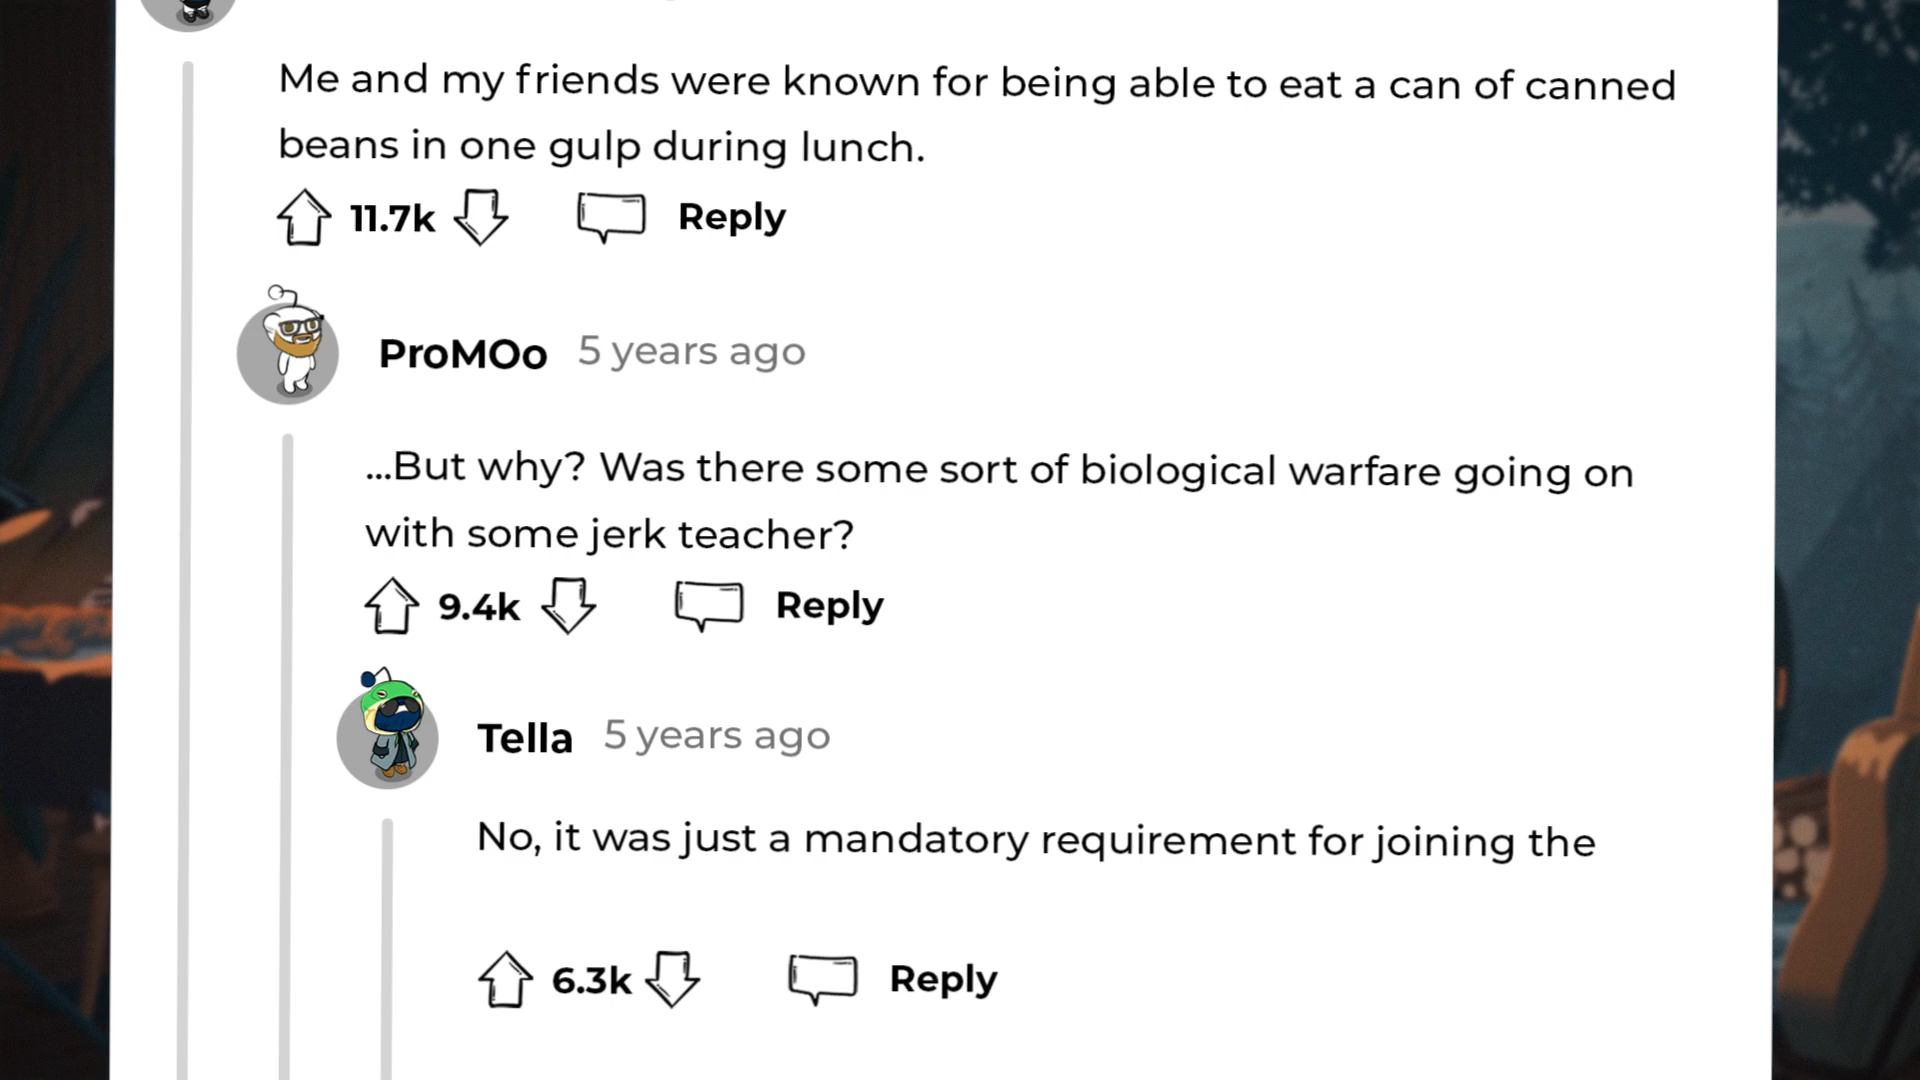 Me and my friends were known for being able to eat a can of canned
beans in one gulp during lunch.
11.7k Reply
ProMOo 5 years ago
...But why? Was there some sort of biological warfare going on
with some jerk teacher?
9.4k Reply
Tella 5 years ago
No, it was just a mandatory requirement for joining the
6.3k Reply